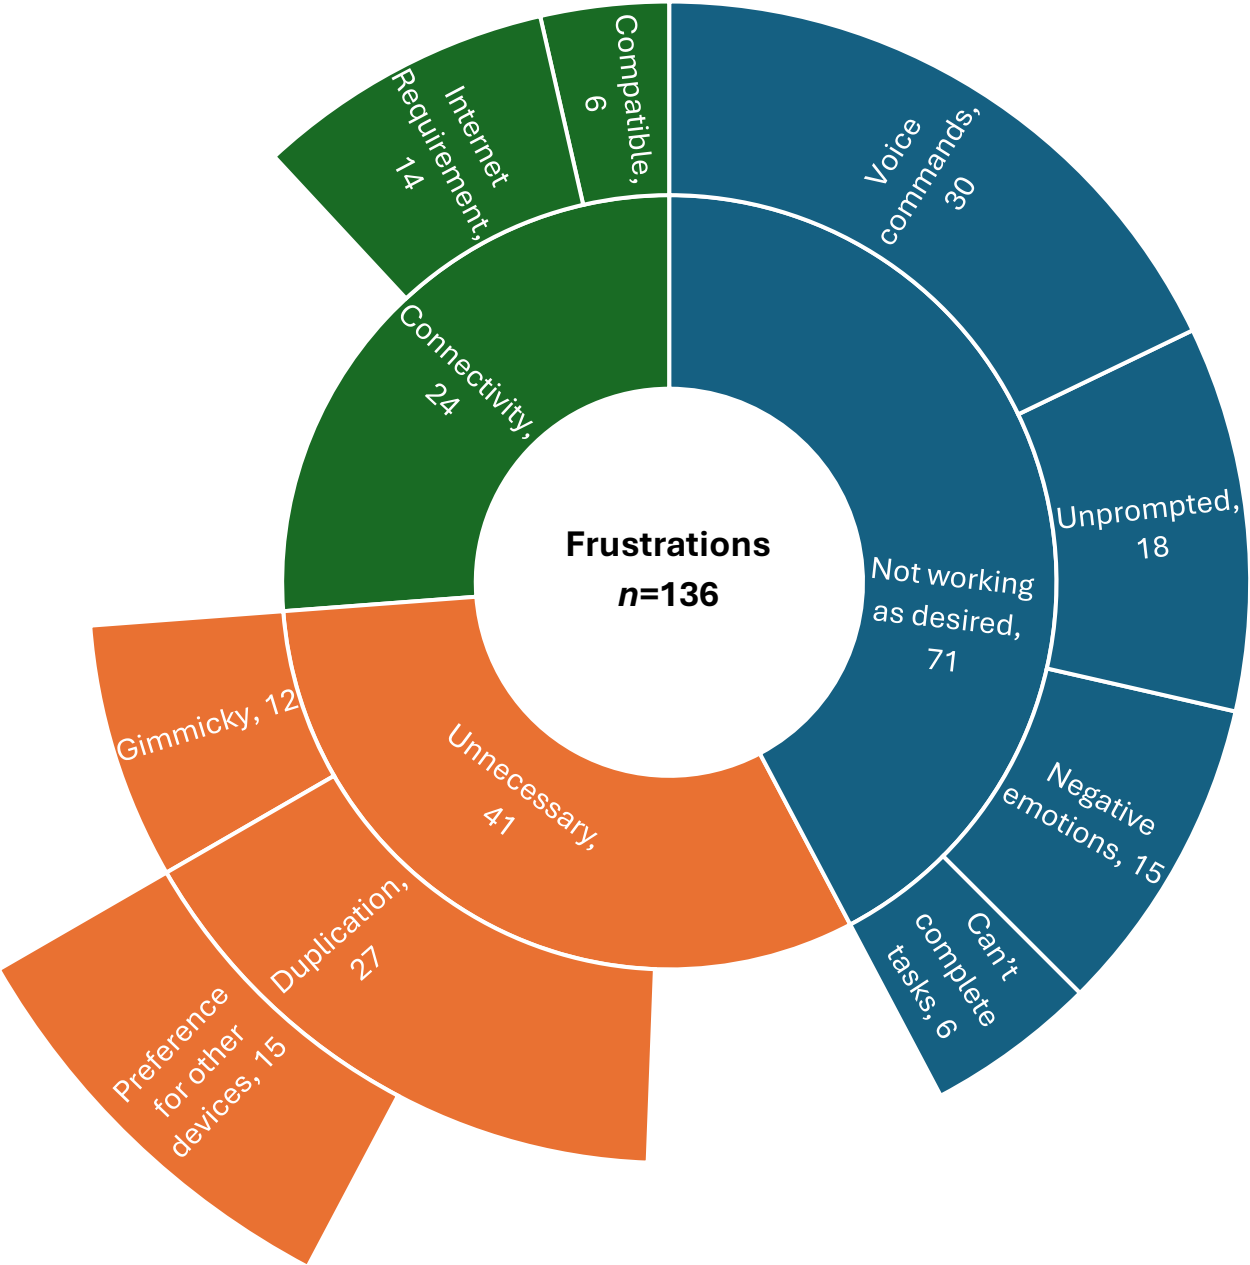 Frustrations
n=136
Voice
commands,
30
Unprompted,
18
Not working
as desired,
71
Negative
emotions, 15
Can’t
complete
tasks, 6
Unnecessary,
41
Duplication,
27
Preference
for other
devices, 15
Gimmicky, 12
Connectivity,
24
Internet
Requirement,
14
Compatible,
6